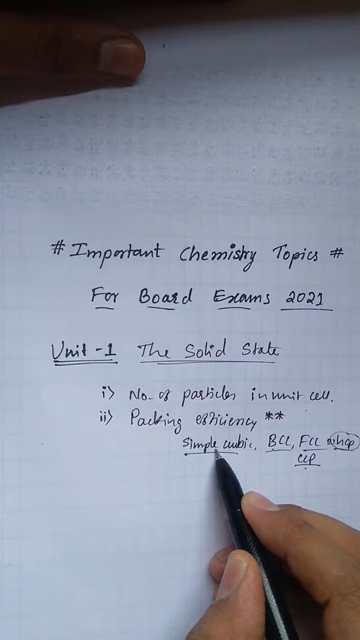 # Important Chemistry Topics #
For Board Exams 2021
Unit -1 The Solid State
i) No. of particles in unit cell.
ii) Packing efficiency **
Simple cubic, BCC, FCC hcp
ccp